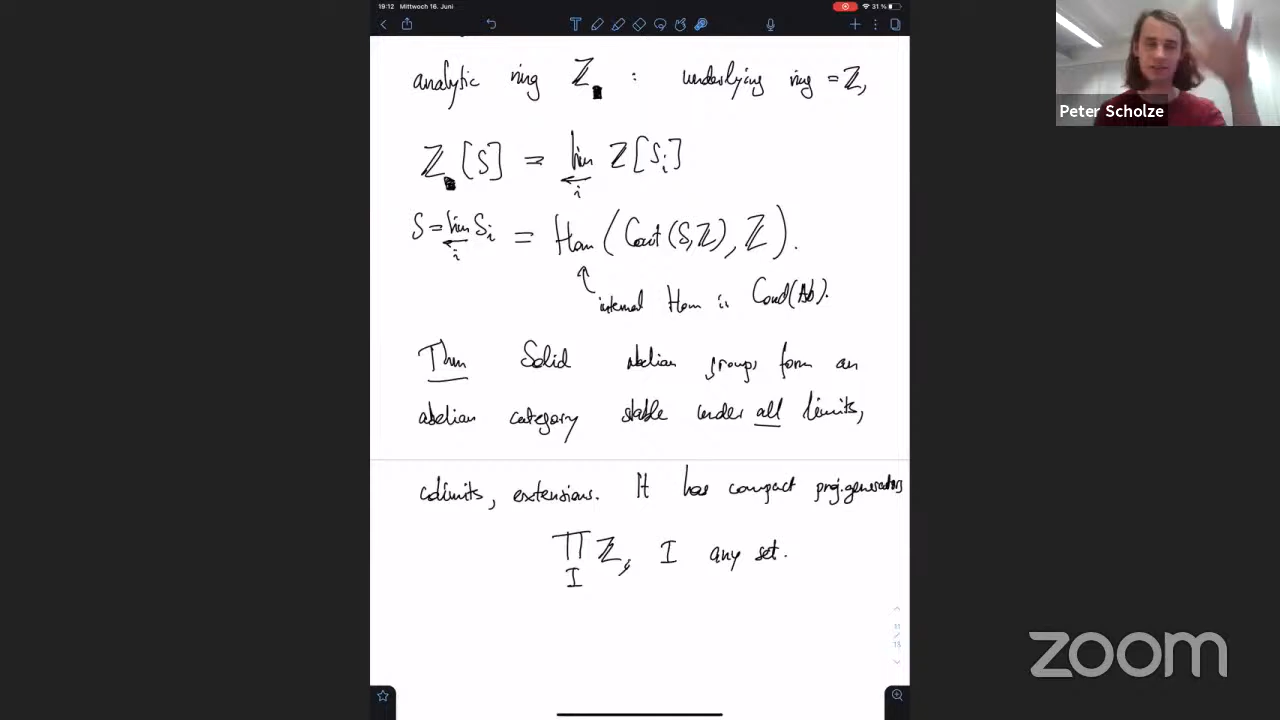 19:12 Mittwoch 16. Juni
31 %
analytic ring ℤ■ : underlying ring = ℤ,
ℤ■[S] = lim← i ℤ[Si]
S = lim← i Si = Hom (Cont(S,ℤ), ℤ).
internal Hom in Cond(Ab).
Thm Solid abelian groups form an
abelian category stable under all limits,
colimits, extensions. It has compact proj. generators
∏ I ℤ, I any set.
Peter Scholze
zoom